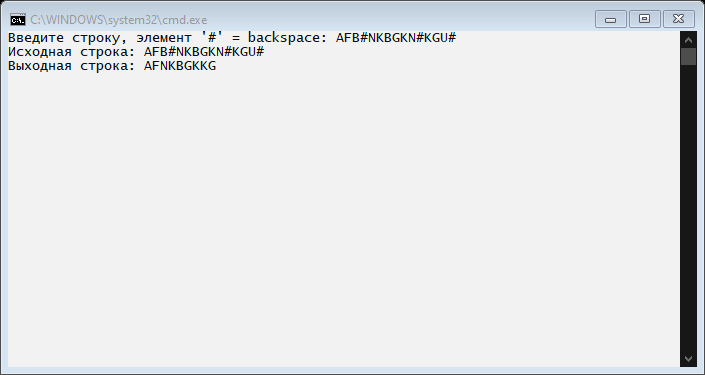 C:\WINDOWS\system32\cmd.exe
Введите строку, элемент '#' = backspace: AFB#NKBGKN#KGU#
Исходная строка: AFB#NKBGKN#KGU#
Выходная строка: AFNKBGKKG